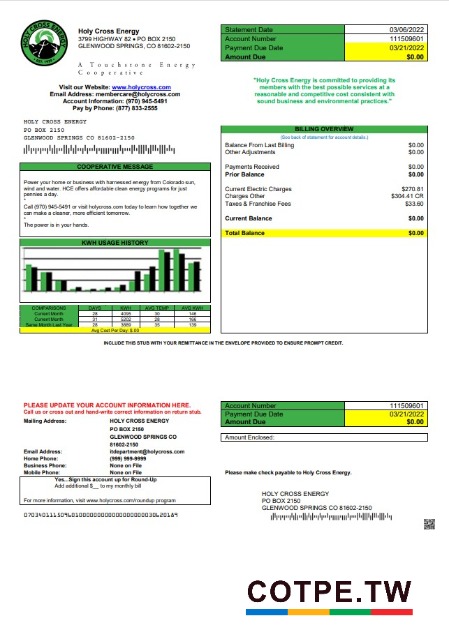 HOLY CROSS ENERGY
Holy Cross Energy
3799 HIGHWAY 82 • PO BOX 2150
GLENWOOD SPRINGS, CO 81602-2150
A Touchstone Energy
Cooperative
Visit our Website: www.holycross.com
Email Address: membercare@holycross.com
Account Information: (970) 945-5491
Pay by Phone: (877) 833-2555
Statement Date 03/06/2022
Account Number 111509601
Payment Due Date 03/21/2022
Amount Due $0.00
"Holy Cross Energy is committed to providing its
members with the best possible services at a
reasonable and competitive cost consistent with
sound business and environmental practices."
HOLY CROSS ENERGY
PO BOX 2150
GLENWOOD SPRINGS CO 81602-2150
COOPERATIVE MESSAGE
Power your home or business with harnessed energy from Colorado sun,
wind and water. HCE offers affordable clean energy programs for just
pennies a day.
*
Call (970) 945-5491 or visit holycross.com today to learn how together we
can make a cleaner, more efficient tomorrow.
*
The power is in your hands.
BILLING OVERVIEW
(See back of statement for account details.)
Balance From Last Billing $0.00
Other Adjustments $0.00
Payments Received $0.00
Prior Balance $0.00
Current Electric Charges $270.81
Charges Other $304.41 CR
Taxes & Franchise Fees $33.60
Current Balance $0.00
Total Balance $0.00
KWH USAGE HISTORY
COMPARISONS DAYS KWH AVG TEMP AVG KWH
Current Month 28 4095 30 146
Current Month 31 5202 28 168
Same Month Last Year 28 35 139
Avg Cost Per Day:
INCLUDE THIS STUB WITH YOUR REMITTANCE IN THE ENVELOPE PROVIDED TO ENSURE PROMPT CREDIT.
PLEASE UPDATE YOUR ACCOUNT INFORMATION HERE.
Call us or cross out and hand-write correct information on return stub.
Mailing Address: HOLY CROSS ENERGY
PO BOX 2150
GLENWOOD SPRINGS CO
81602-2150
Email Address: itdepartment@holycross.com
Home Phone: (999) 999-9999
Business Phone: None on File
Mobile Phone: None on File
Yes...Sign this account up for Round-Up
Add additional $__ to my monthly bill
For more information, visit www.holycross.com/roundup program
Account Number 111509601
Payment Due Date 03/21/2022
Amount Due $0.00
Amount Enclosed:
Please make check payable to Holy Cross Energy.
HOLY CROSS ENERGY
PO BOX 2150
GLENWOOD SPRINGS CO 81602-2150
COTPE.TW